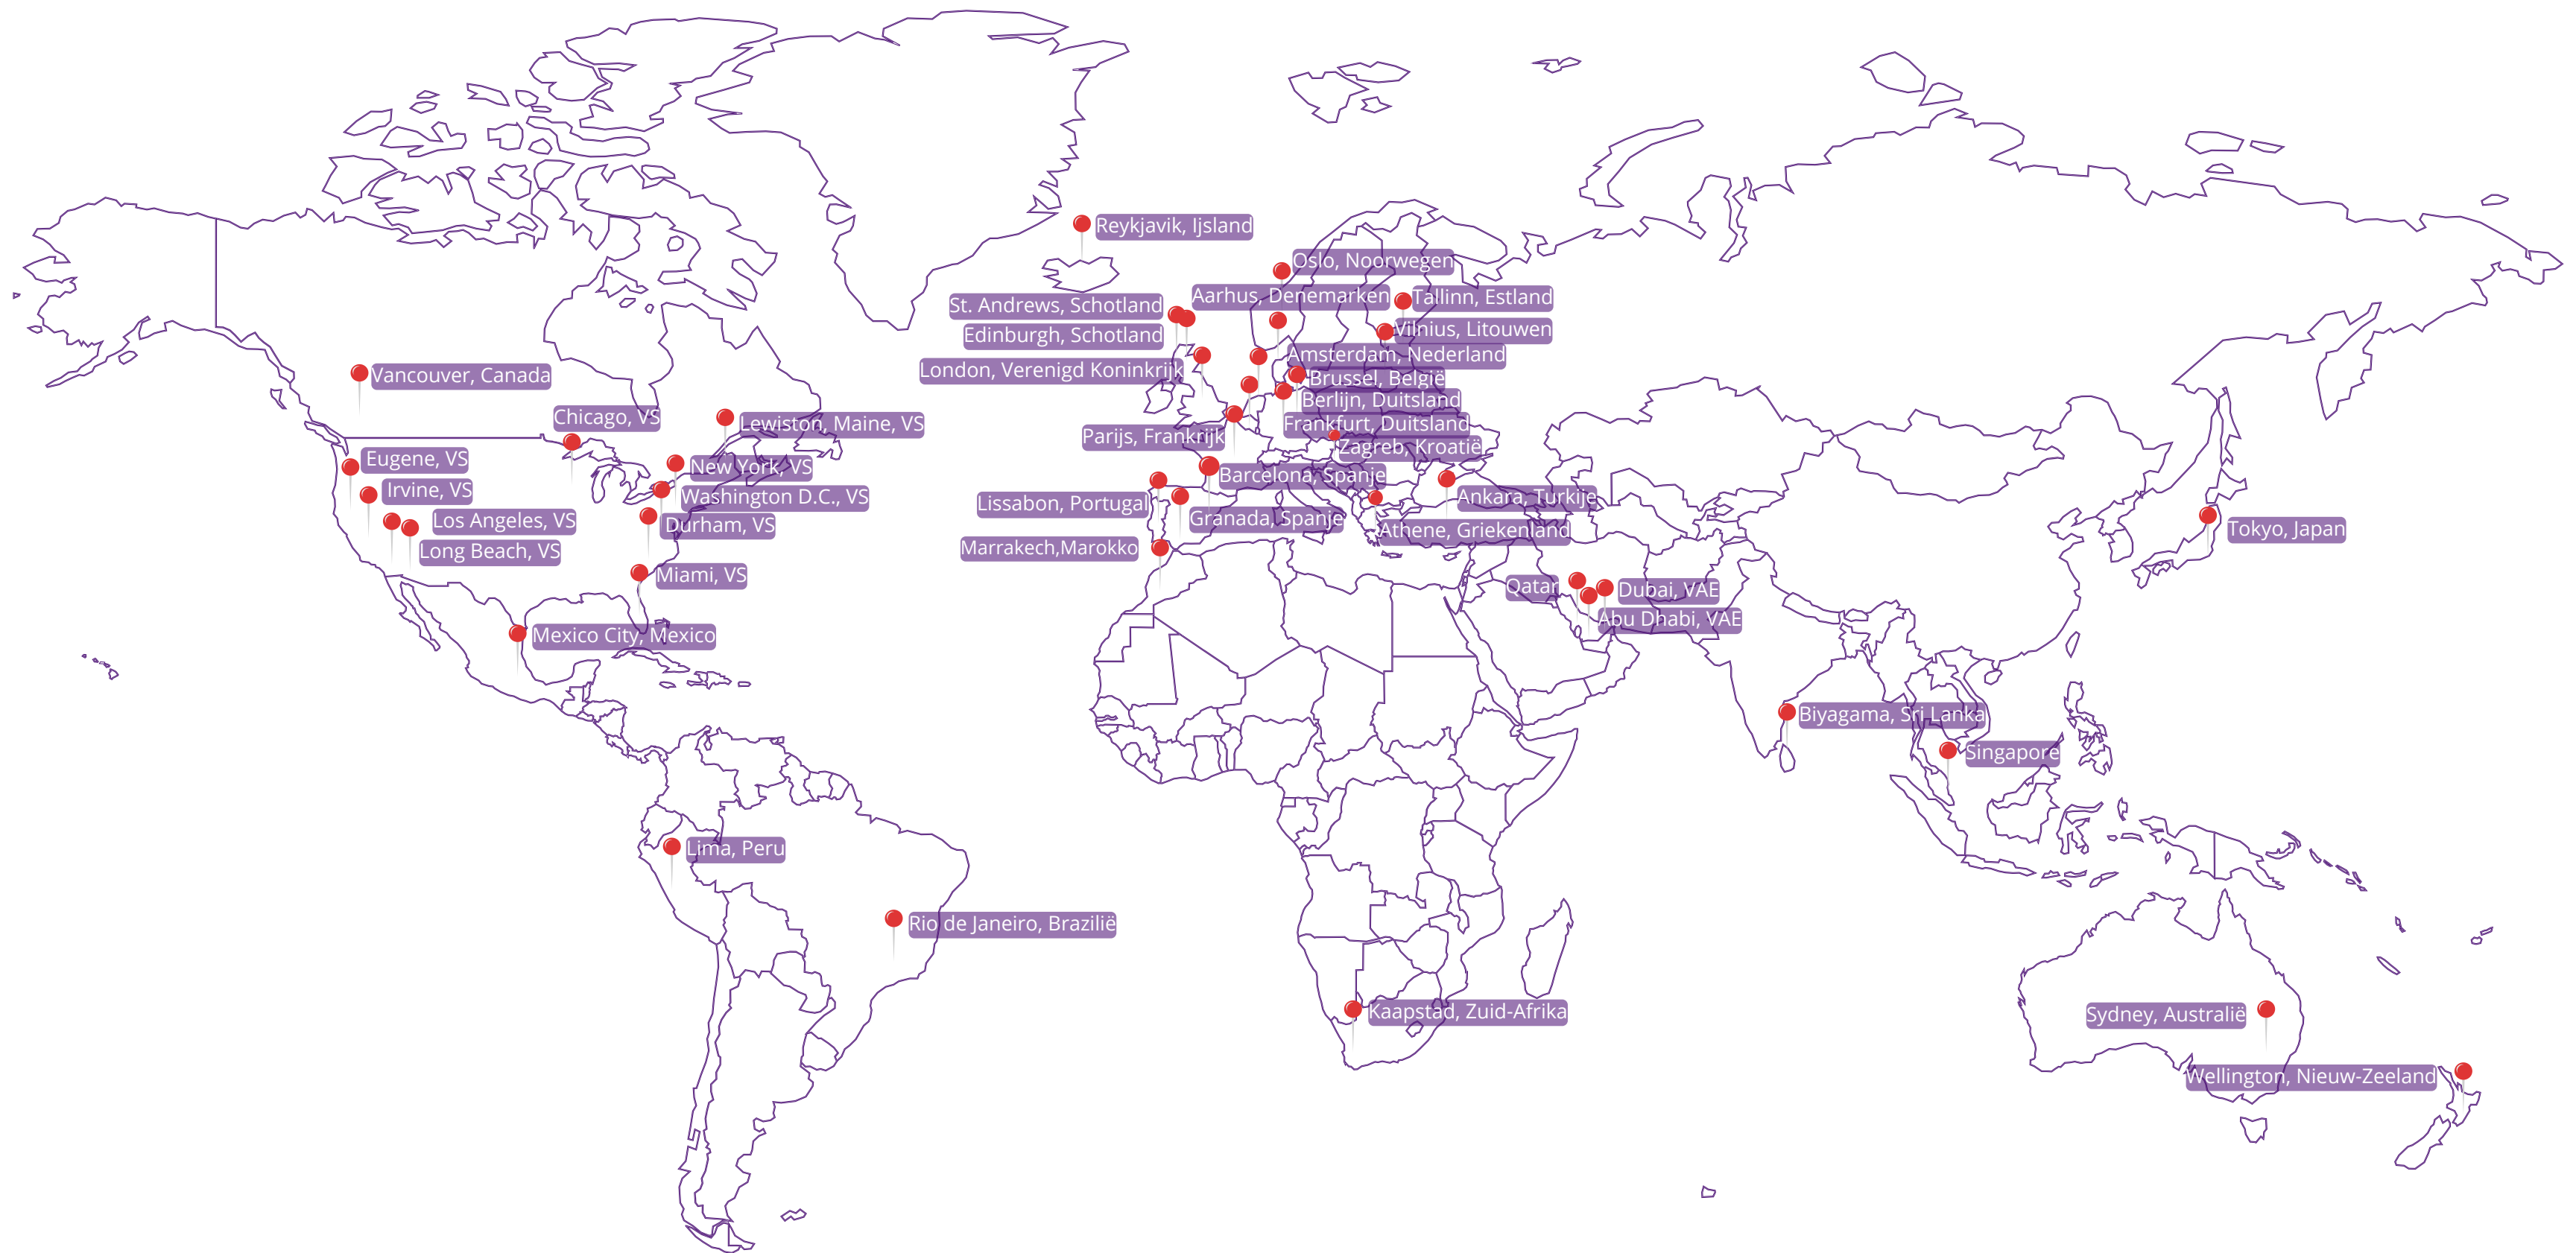 Reykjavik, Ijsland
Oslo, Noorwegen
St. Andrews, Schotland
Aarhus, Denemarken
Tallinn, Estland
Edinburgh, Schotland
Vilnius, Litouwen
London, Verenigd Koninkrijk
Amsterdam, Nederland
Vancouver, Canada
Brussel, België
Berlijn, Duitsland
Chicago, VS
Lewiston, Maine, VS
Frankfurt, Duitsland
Parijs, Frankrijk
Zagreb, Kroatië
Eugene, VS
New York, VS
Barcelona, Spanje
Irvine, VS
Washington D.C., VS
Lissabon, Portugal
Ankara, Turkije
Los Angeles, VS
Durham, VS
Granada, Spanje
Athene, Griekenland
Tokyo, Japan
Long Beach, VS
Marrakech,Marokko
Miami, VS
Qatar
Dubai, VAE
Abu Dhabi, VAE
Mexico City, Mexico
Biyagama, Sri Lanka
Singapore
Lima, Peru
Rio de Janeiro, Brazilië
Kaapstad, Zuid-Afrika
Sydney, Australië
Wellington, Nieuw-Zeeland